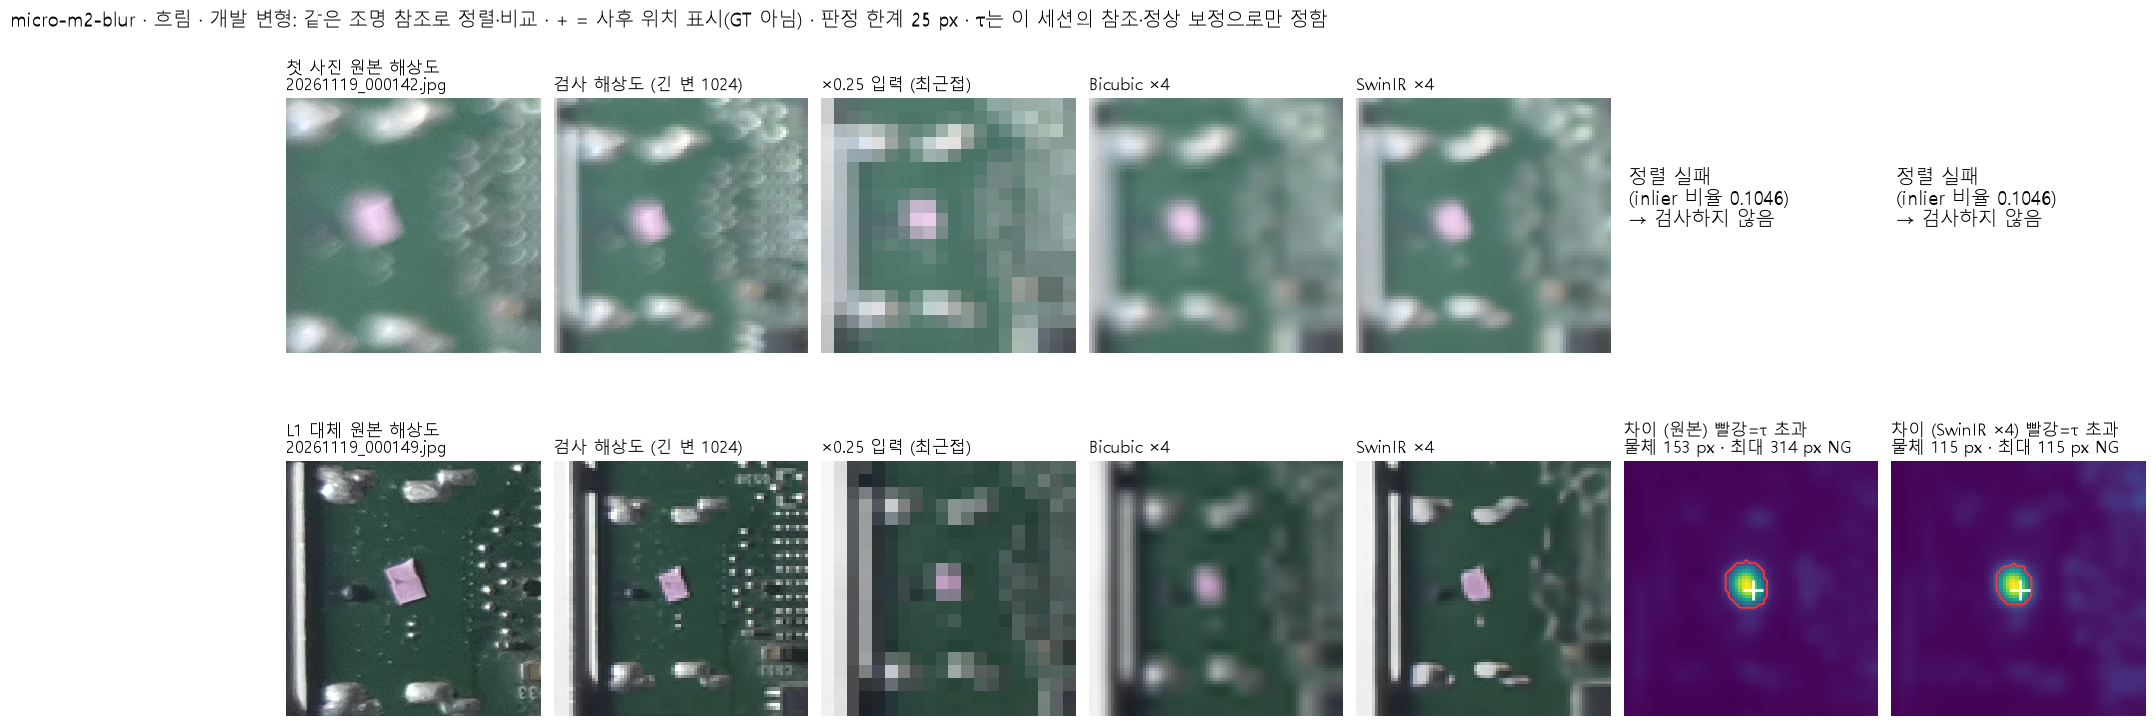 micro-m2-blur · 흐림 · 개발 변형: 같은 조명 참조로 정렬·비교 · + = 사후 위치 표시(GT 아님) · 판정 한계 25 px · τ는 이 세션의 참조·정상 보정으로만 정함
첫 사진 원본 해상도
20261119_000142.jpg
검사 해상도 (긴 변 1024)
×0.25 입력 (최근접)
Bicubic ×4
SwinIR ×4
정렬 실패
(inlier 비율 0.1046)
→ 검사하지 않음
정렬 실패
(inlier 비율 0.1046)
→ 검사하지 않음
L1 대체 원본 해상도
20261119_000149.jpg
검사 해상도 (긴 변 1024)
×0.25 입력 (최근접)
Bicubic ×4
SwinIR ×4
차이 (원본) 빨강=τ 초과
물체 153 px · 최대 314 px NG
차이 (SwinIR ×4) 빨강=τ 초과
물체 115 px · 최대 115 px NG